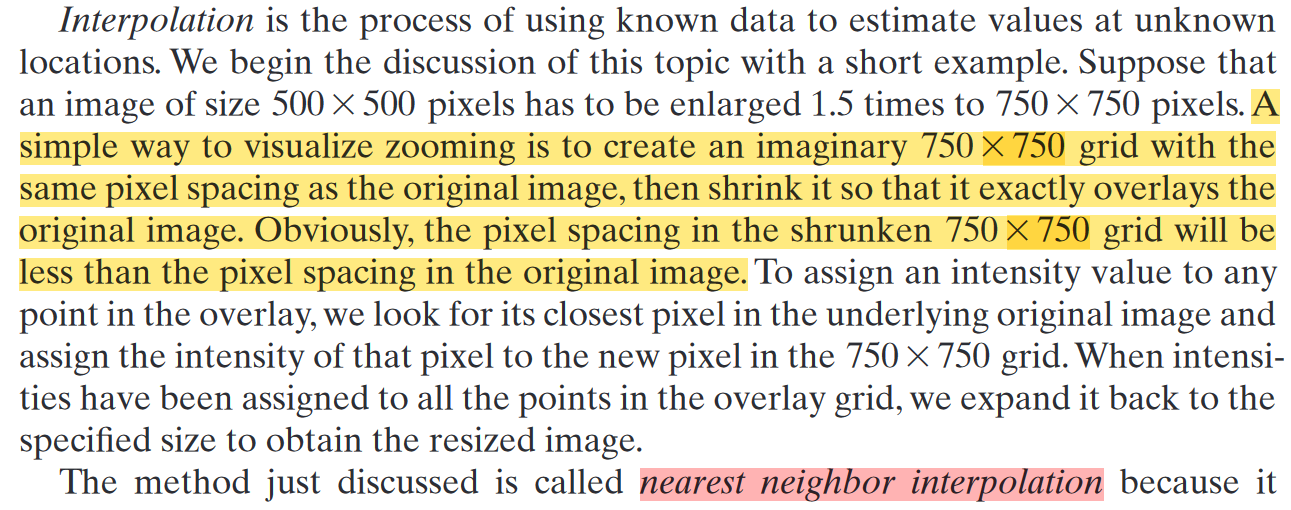 Interpolation is the process of using known data to estimate values at unknown
locations. We begin the discussion of this topic with a short example. Suppose that
an image of size 500 × 500 pixels has to be enlarged 1.5 times to 750 × 750 pixels. A
simple way to visualize zooming is to create an imaginary 750 × 750 grid with the
same pixel spacing as the original image, then shrink it so that it exactly overlays the
original image. Obviously, the pixel spacing in the shrunken 750 × 750 grid will be
less than the pixel spacing in the original image. To assign an intensity value to any
point in the overlay, we look for its closest pixel in the underlying original image and
assign the intensity of that pixel to the new pixel in the 750 × 750 grid. When intensi-
ties have been assigned to all the points in the overlay grid, we expand it back to the
specified size to obtain the resized image.
The method just discussed is called nearest neighbor interpolation because it